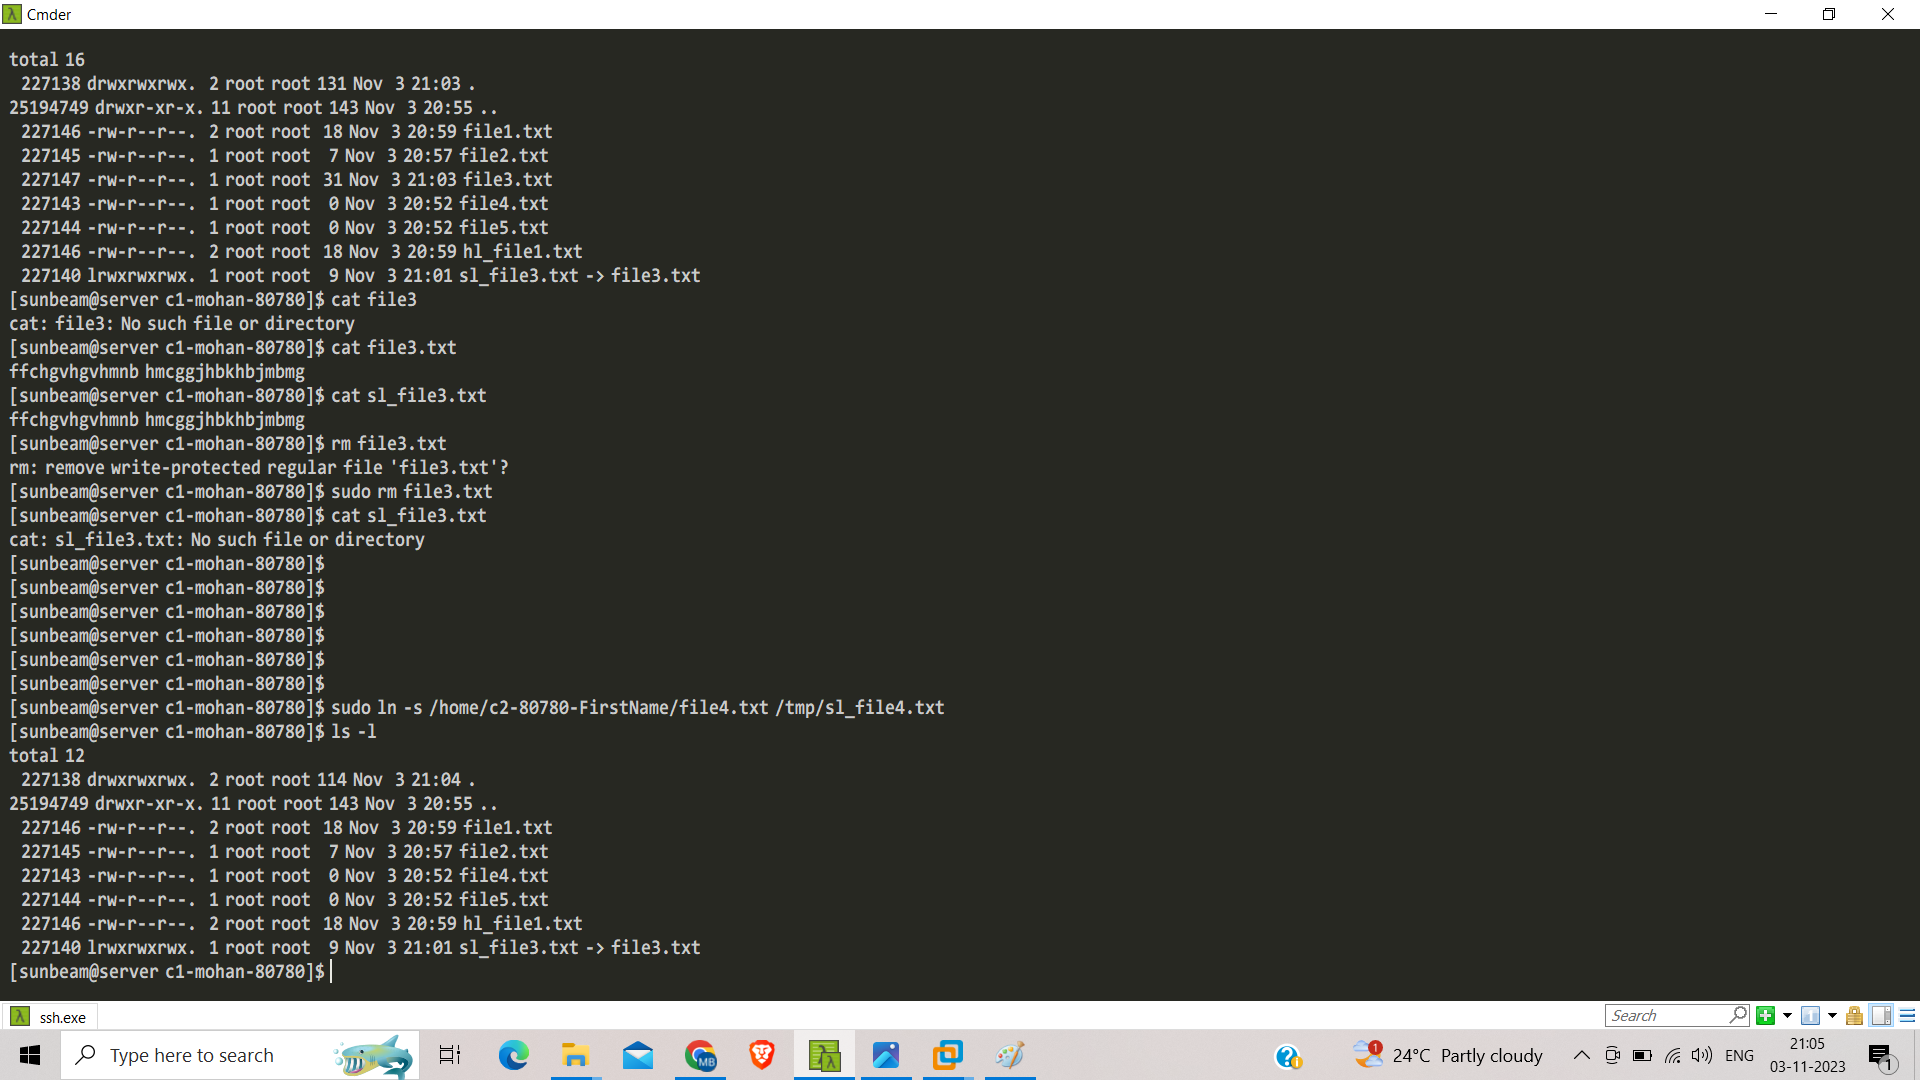 Cmder
total 16
227138 drwxrwxrwx. 2 root root 131 Nov 3 21:03 .
25194749 drwxr-xr-x. 11 root root 143 Nov 3 20:55 ..
227146 -rw-r--r--. 2 root root 18 Nov 3 20:59 file1.txt
227145 -rw-r--r--. 1 root root 7 Nov 3 20:57 file2.txt
227147 -rw-r--r--. 1 root root 31 Nov 3 21:03 file3.txt
227143 -rw-r--r--. 1 root root 0 Nov 3 20:52 file4.txt
227144 -rw-r--r--. 1 root root 0 Nov 3 20:52 file5.txt
227146 -rw-r--r--. 2 root root 18 Nov 3 20:59 hl_file1.txt
227140 lrwxrwxrwx. 1 root root 9 Nov 3 21:01 sl_file3.txt -> file3.txt
[sunbeam@server c1-mohan-80780]$ cat file3
cat: file3: No such file or directory
[sunbeam@server c1-mohan-80780]$ cat file3.txt
ffchgvhgvhmnb hmcggjhbkhbjmbmg
[sunbeam@server c1-mohan-80780]$ cat sl_file3.txt
ffchgvhgvhmnb hmcggjhbkhbjmbmg
[sunbeam@server c1-mohan-80780]$ rm file3.txt
rm: remove write-protected regular file 'file3.txt'?
[sunbeam@server c1-mohan-80780]$ sudo rm file3.txt
[sunbeam@server c1-mohan-80780]$ cat sl_file3.txt
cat: sl_file3.txt: No such file or directory
[sunbeam@server c1-mohan-80780]$
[sunbeam@server c1-mohan-80780]$
[sunbeam@server c1-mohan-80780]$
[sunbeam@server c1-mohan-80780]$
[sunbeam@server c1-mohan-80780]$
[sunbeam@server c1-mohan-80780]$
[sunbeam@server c1-mohan-80780]$ sudo ln -s /home/c2-80780-FirstName/file4.txt /tmp/sl_file4.txt
[sunbeam@server c1-mohan-80780]$ ls -l
total 12
227138 drwxrwxrwx. 2 root root 114 Nov 3 21:04 .
25194749 drwxr-xr-x. 11 root root 143 Nov 3 20:55 ..
227146 -rw-r--r--. 2 root root 18 Nov 3 20:59 file1.txt
227145 -rw-r--r--. 1 root root 7 Nov 3 20:57 file2.txt
227143 -rw-r--r--. 1 root root 0 Nov 3 20:52 file4.txt
227144 -rw-r--r--. 1 root root 0 Nov 3 20:52 file5.txt
227146 -rw-r--r--. 2 root root 18 Nov 3 20:59 hl_file1.txt
227140 lrwxrwxrwx. 1 root root 9 Nov 3 21:01 sl_file3.txt -> file3.txt
[sunbeam@server c1-mohan-80780]$
ssh.exe
Search
Type here to search
MB
1
24°C Partly cloudy
ENG
21:05
03-11-2023
1